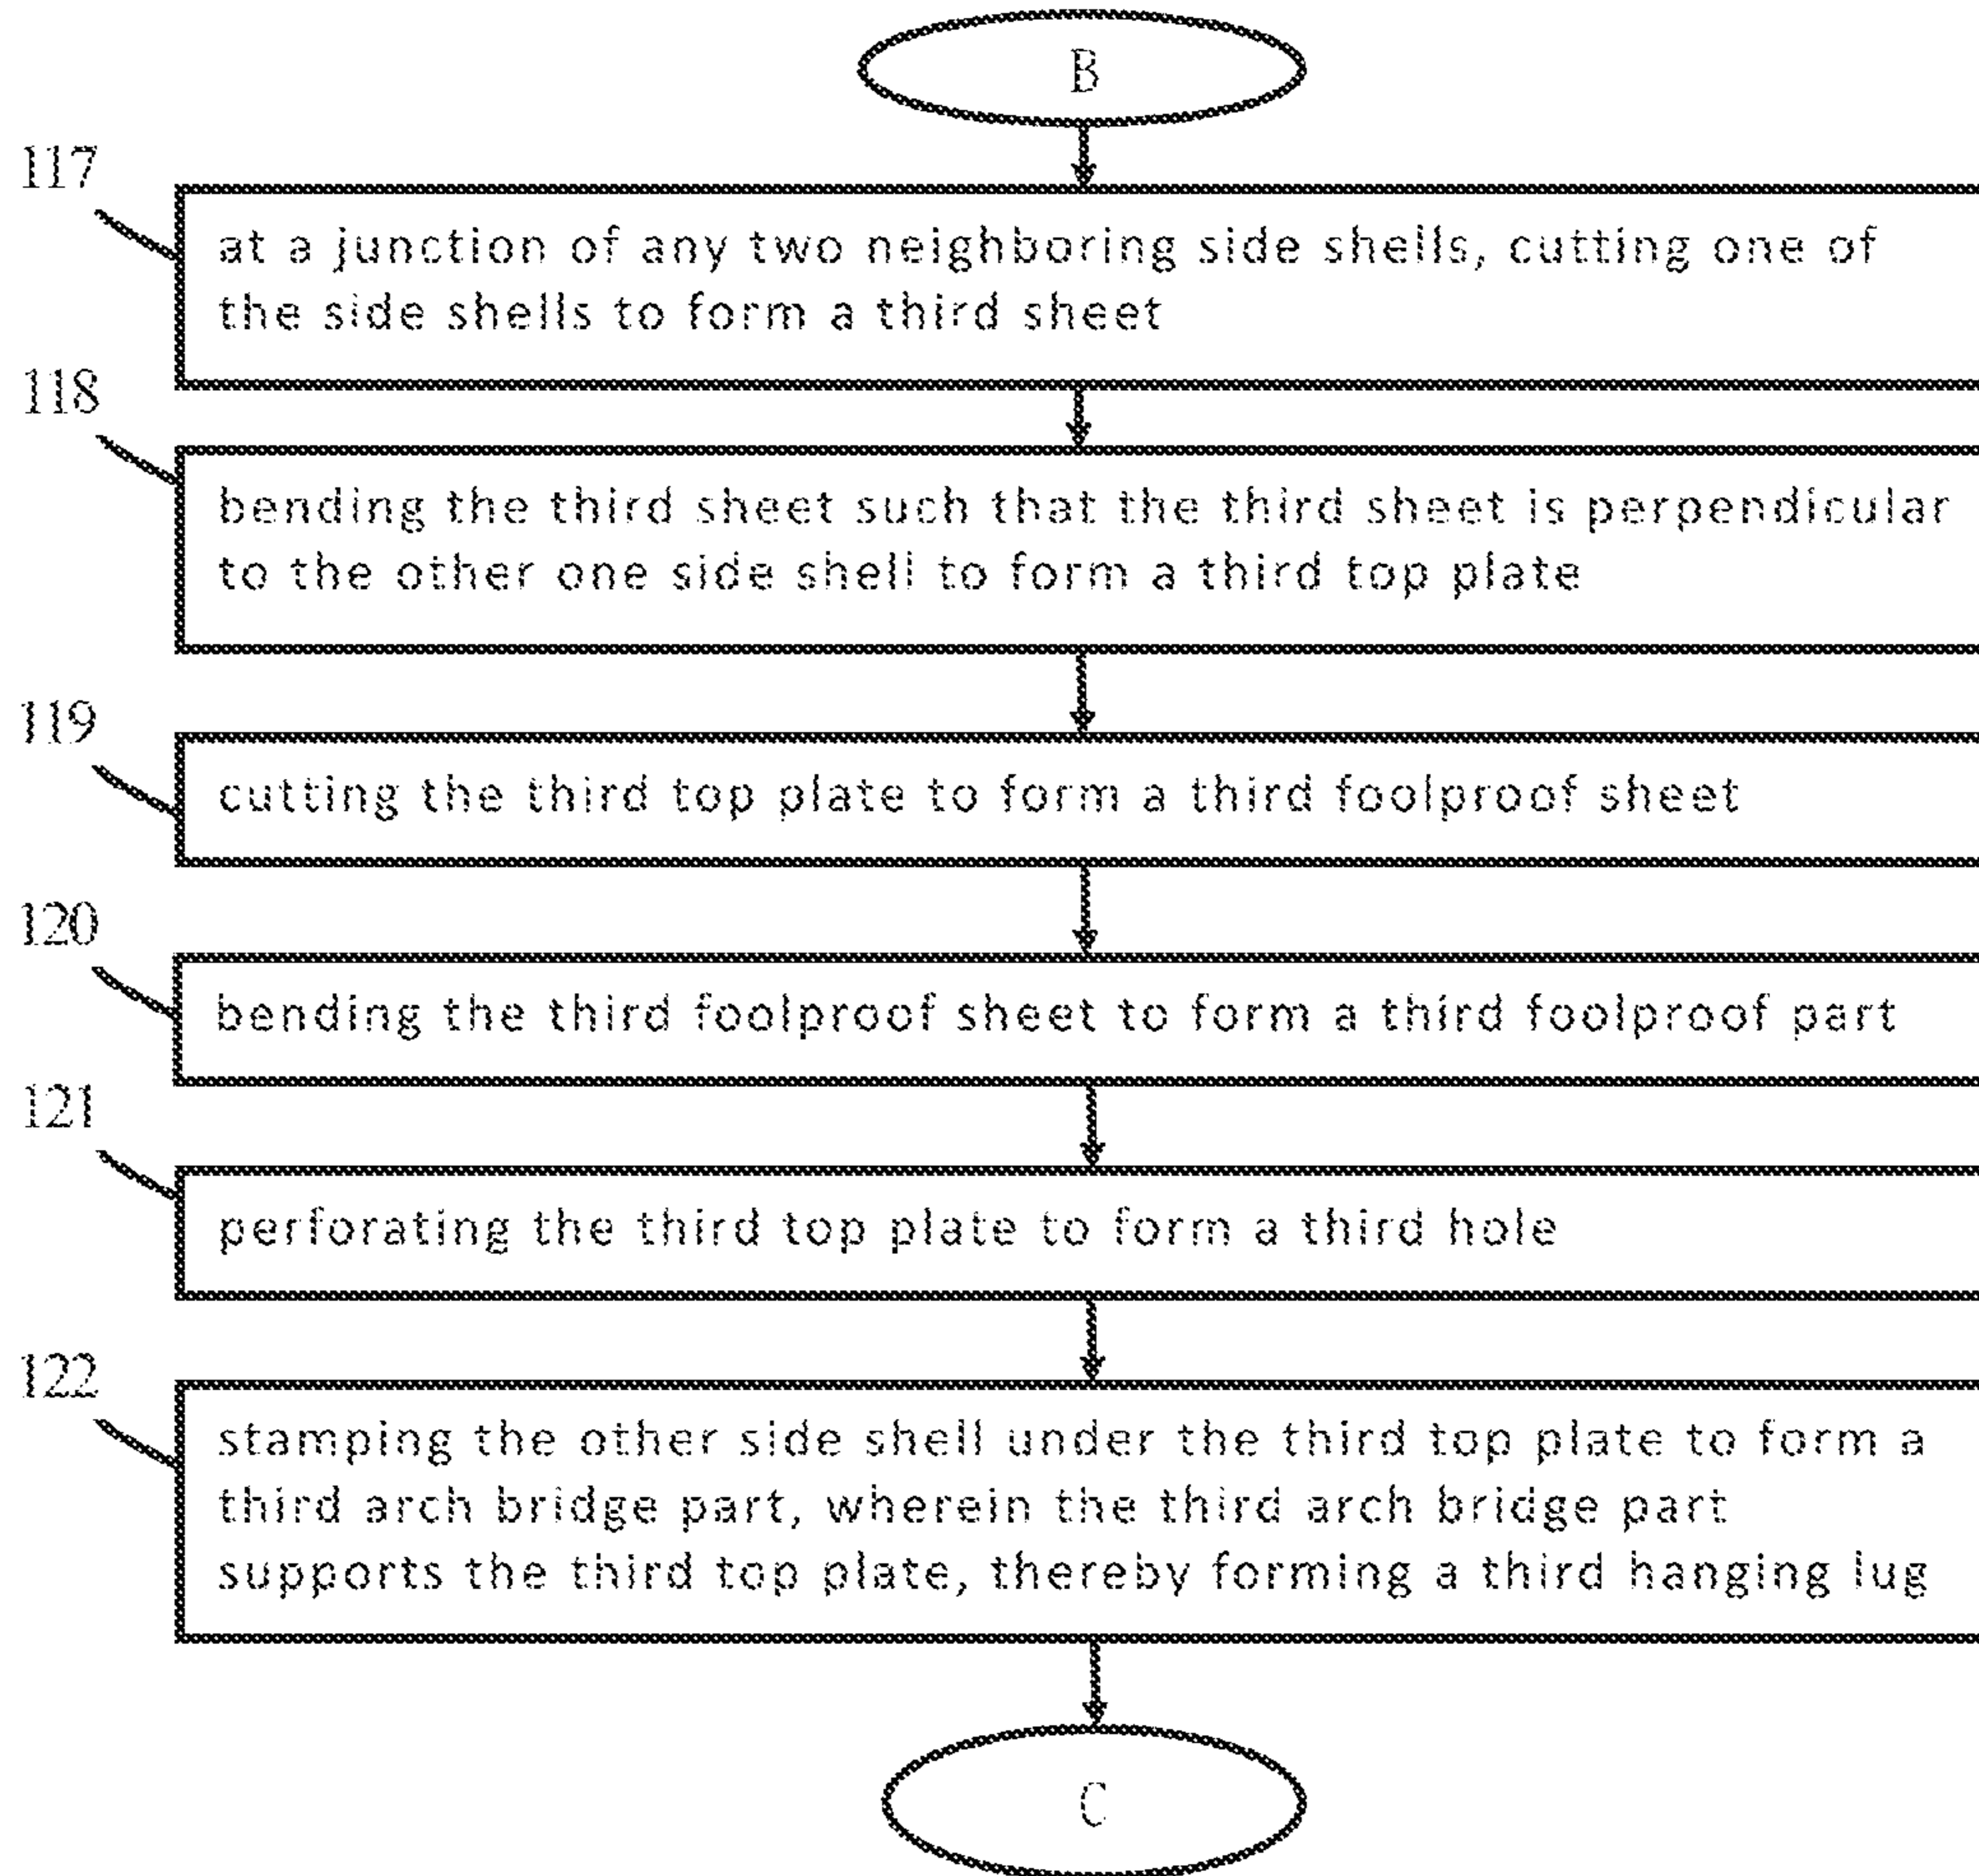 B
117
at a junction of any two neighboring side shells, cutting one of
the side shells to form a third sheet
118
bending the third sheet such that the third sheet is perpendicular
to the other one side shell to form a third top plate
119
cutting the third top plate to form a third foolproof sheet
120
bending the third foolproof sheet to form a third foolproof part
121
perforating the third top plate to form a third hole
122
stamping the other side shell under the third top plate to form a
third arch bridge part, wherein the third arch bridge part
supports the third top plate, thereby forming a third hanging lug
C